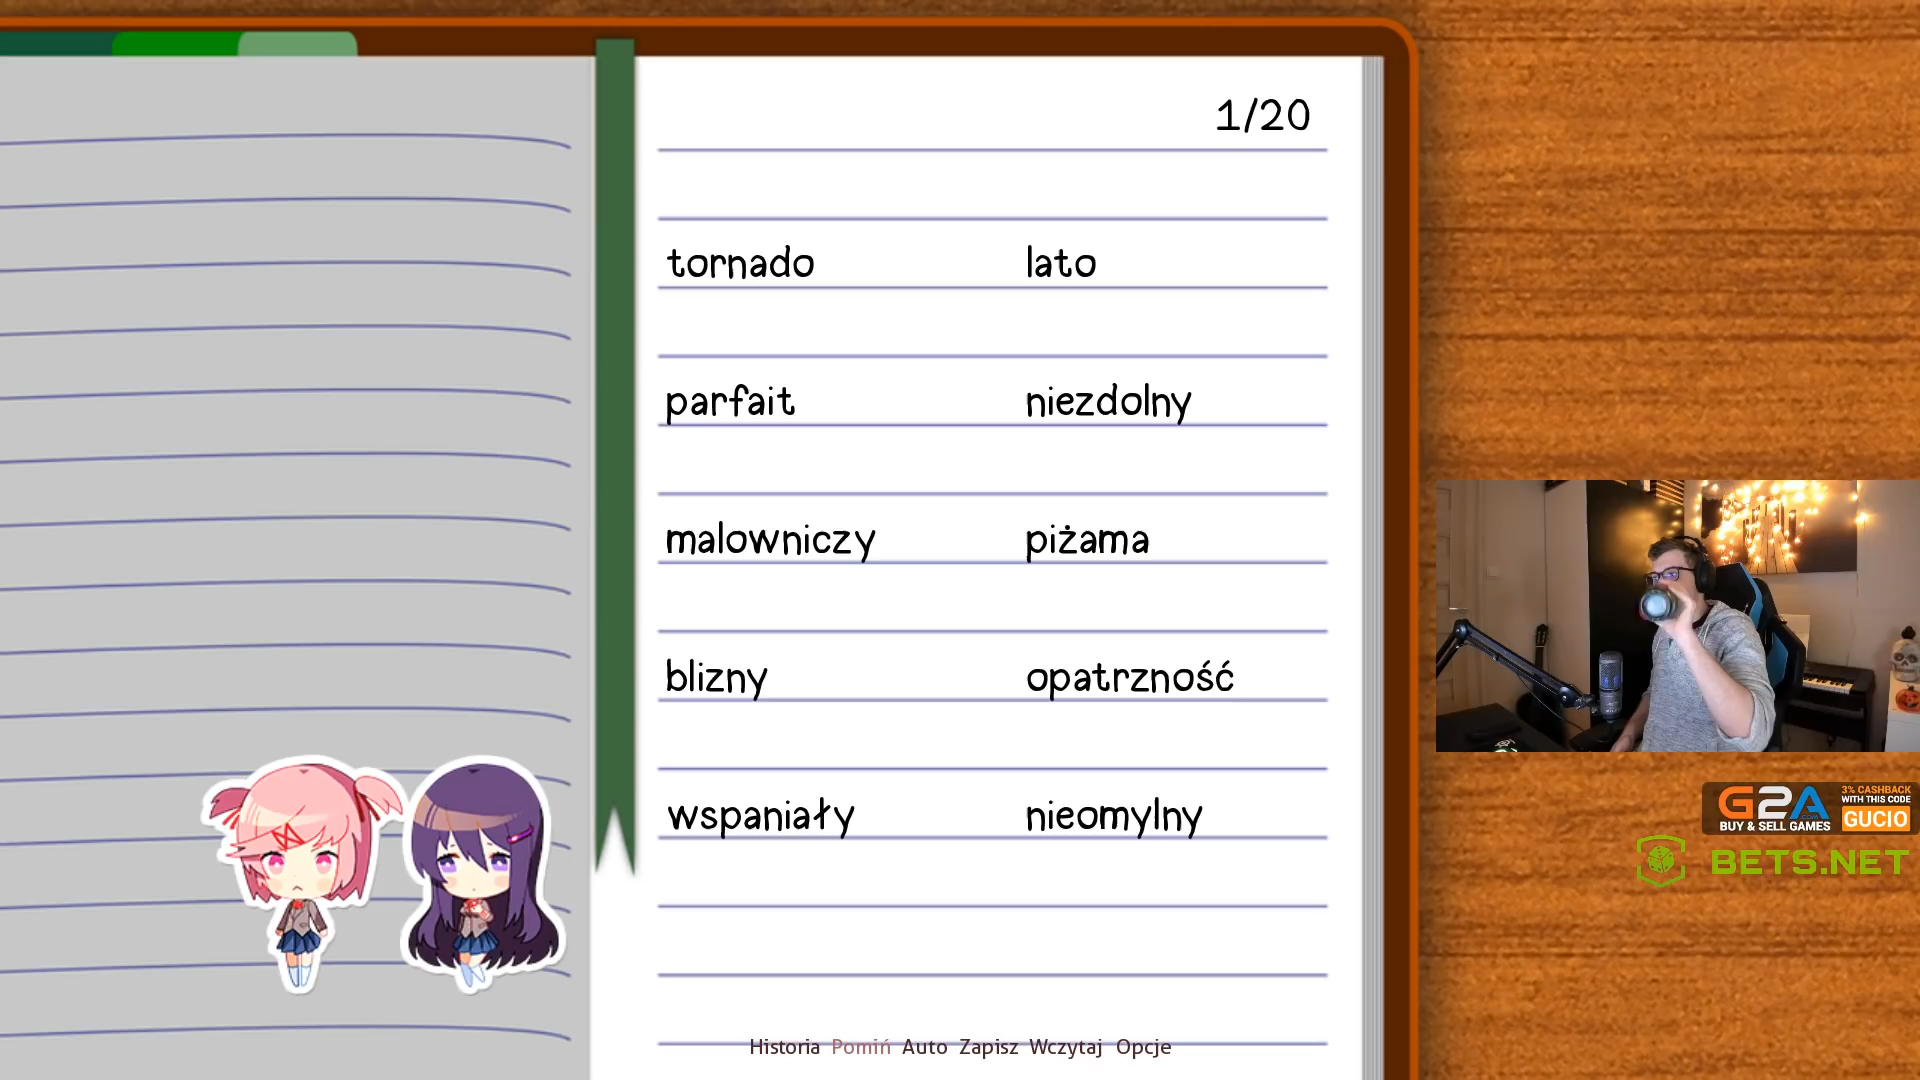 1/20
tornado lato
parfait niezdolny
malowniczy piżama
blizny opatrzność
wspaniały nieomylny
Historia Pomiń Auto Zapisz Wczytaj Opcje
G2A
BUY & SELL GAMES
3% CASHBACK
WITH THIS CODE
GUCIO
BETS.NET